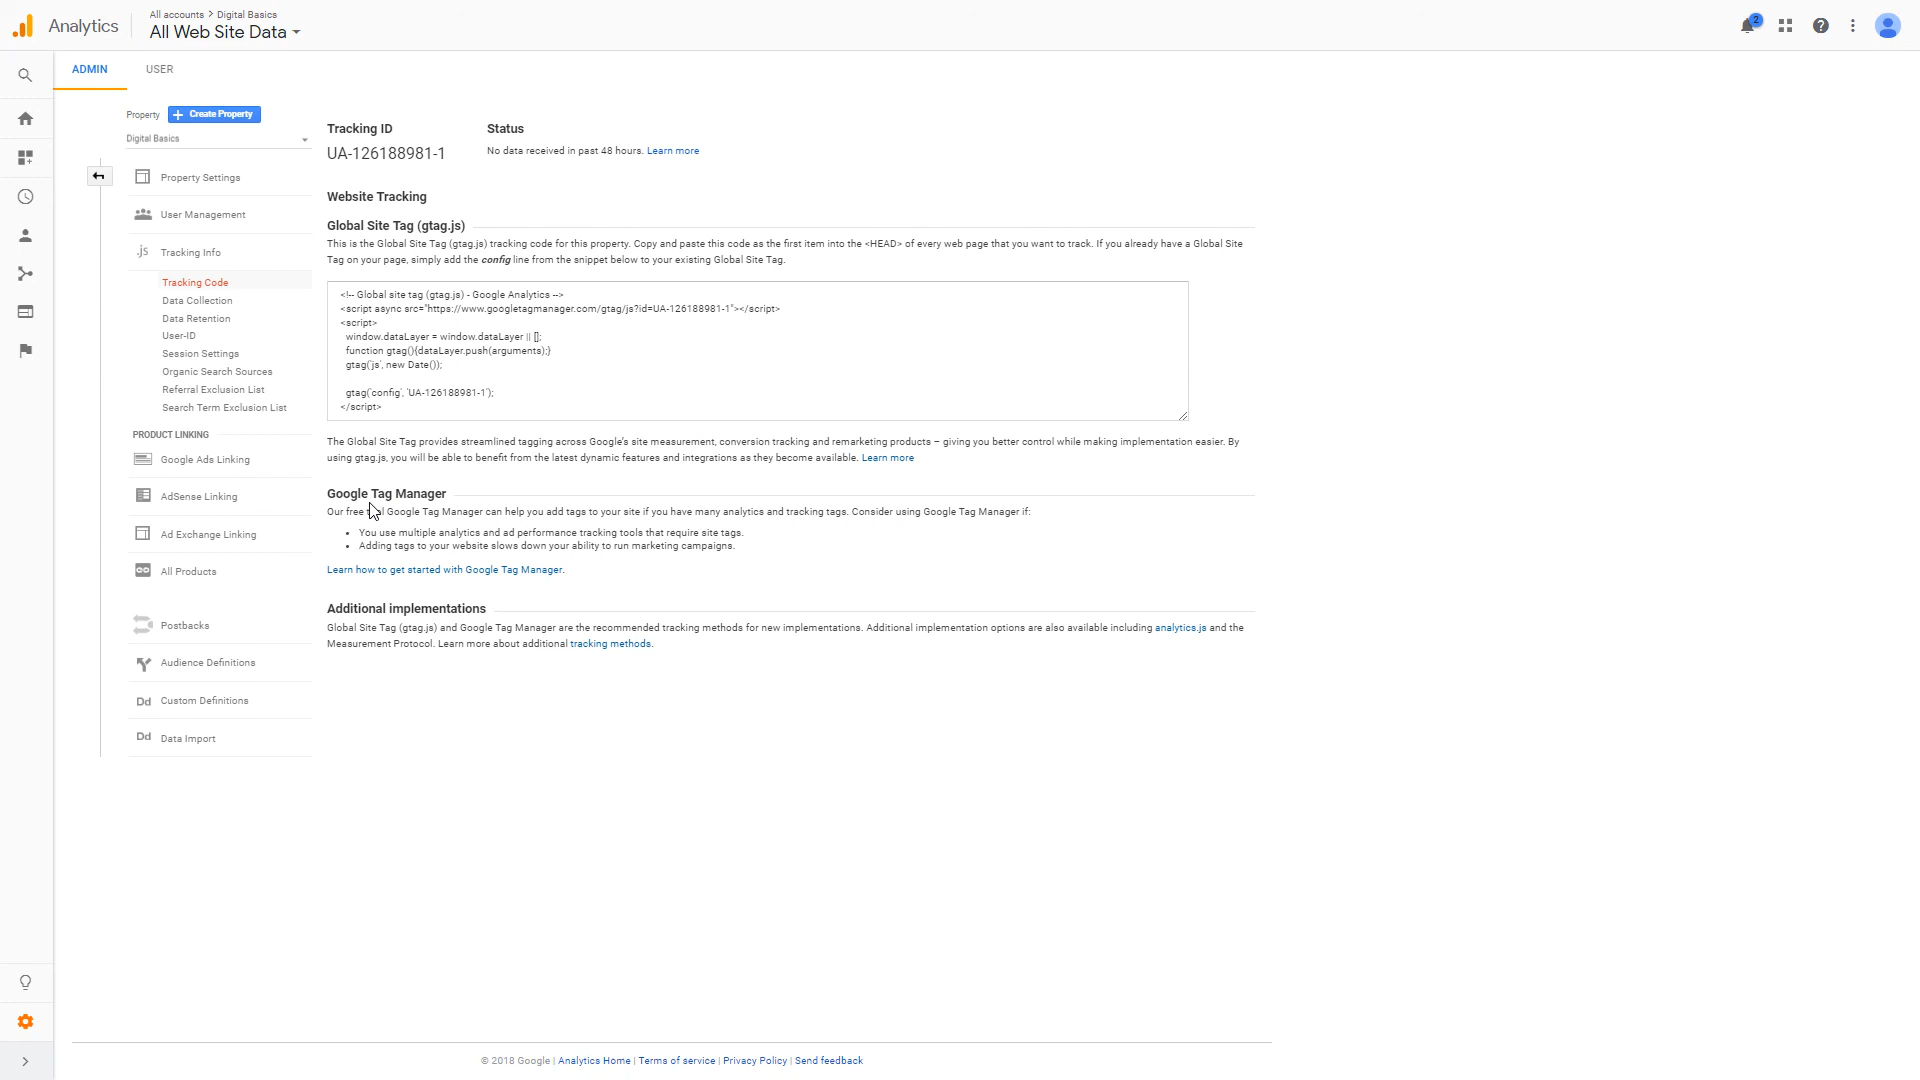 Analytics
All accounts > Digital Basics
All Web Site Data
2
ADMIN
USER
Property
Create Property
Digital Basics
Property Settings
User Management
.js Tracking Info
Tracking Code
Data Collection
Data Retention
User-ID
Session Settings
Organic Search Sources
Referral Exclusion List
Search Term Exclusion List
PRODUCT LINKING
Google Ads Linking
AdSense Linking
Ad Exchange Linking
All Products
Postbacks
Audience Definitions
Dd Custom Definitions
Dd Data Import
Tracking ID
UA-126188981-1
Status
No data received in past 48 hours. Learn more
Website Tracking
Global Site Tag (gtag.js)
This is the Global Site Tag (gtag.js) tracking code for this property. Copy and paste this code as the first item into the <HEAD> of every web page that you want to track. If you already have a Global Site
Tag on your page, simply add the config line from the snippet below to your existing Global Site Tag.
<!-- Global site tag (gtag.js) - Google Analytics -->
<script async src="https://www.googletagmanager.com/gtag/js?id=UA-126188981-1"></script>
<script>
window.dataLayer = window.dataLayer || [];
function gtag(){dataLayer.push(arguments);}
gtag('js', new Date());
gtag('config', 'UA-126188981-1');
</script>
The Global Site Tag provides streamlined tagging across Google's site measurement, conversion tracking and remarketing products – giving you better control while making implementation easier. By
using gtag.js, you will be able to benefit from the latest dynamic features and integrations as they become available. Learn more
Google Tag Manager
Our free Google Tag Manager can help you add tags to your site if you have many analytics and tracking tags. Consider using Google Tag Manager if:
• You use multiple analytics and ad performance tracking tools that require site tags.
• Adding tags to your website slows down your ability to run marketing campaigns.
Learn how to get started with Google Tag Manager.
Additional implementations
Global Site Tag (gtag.js) and Google Tag Manager are the recommended tracking methods for new implementations. Additional implementation options are also available including analytics.js and the
Measurement Protocol. Learn more about additional tracking methods.
© 2018 Google | Analytics Home | Terms of service | Privacy Policy | Send feedback